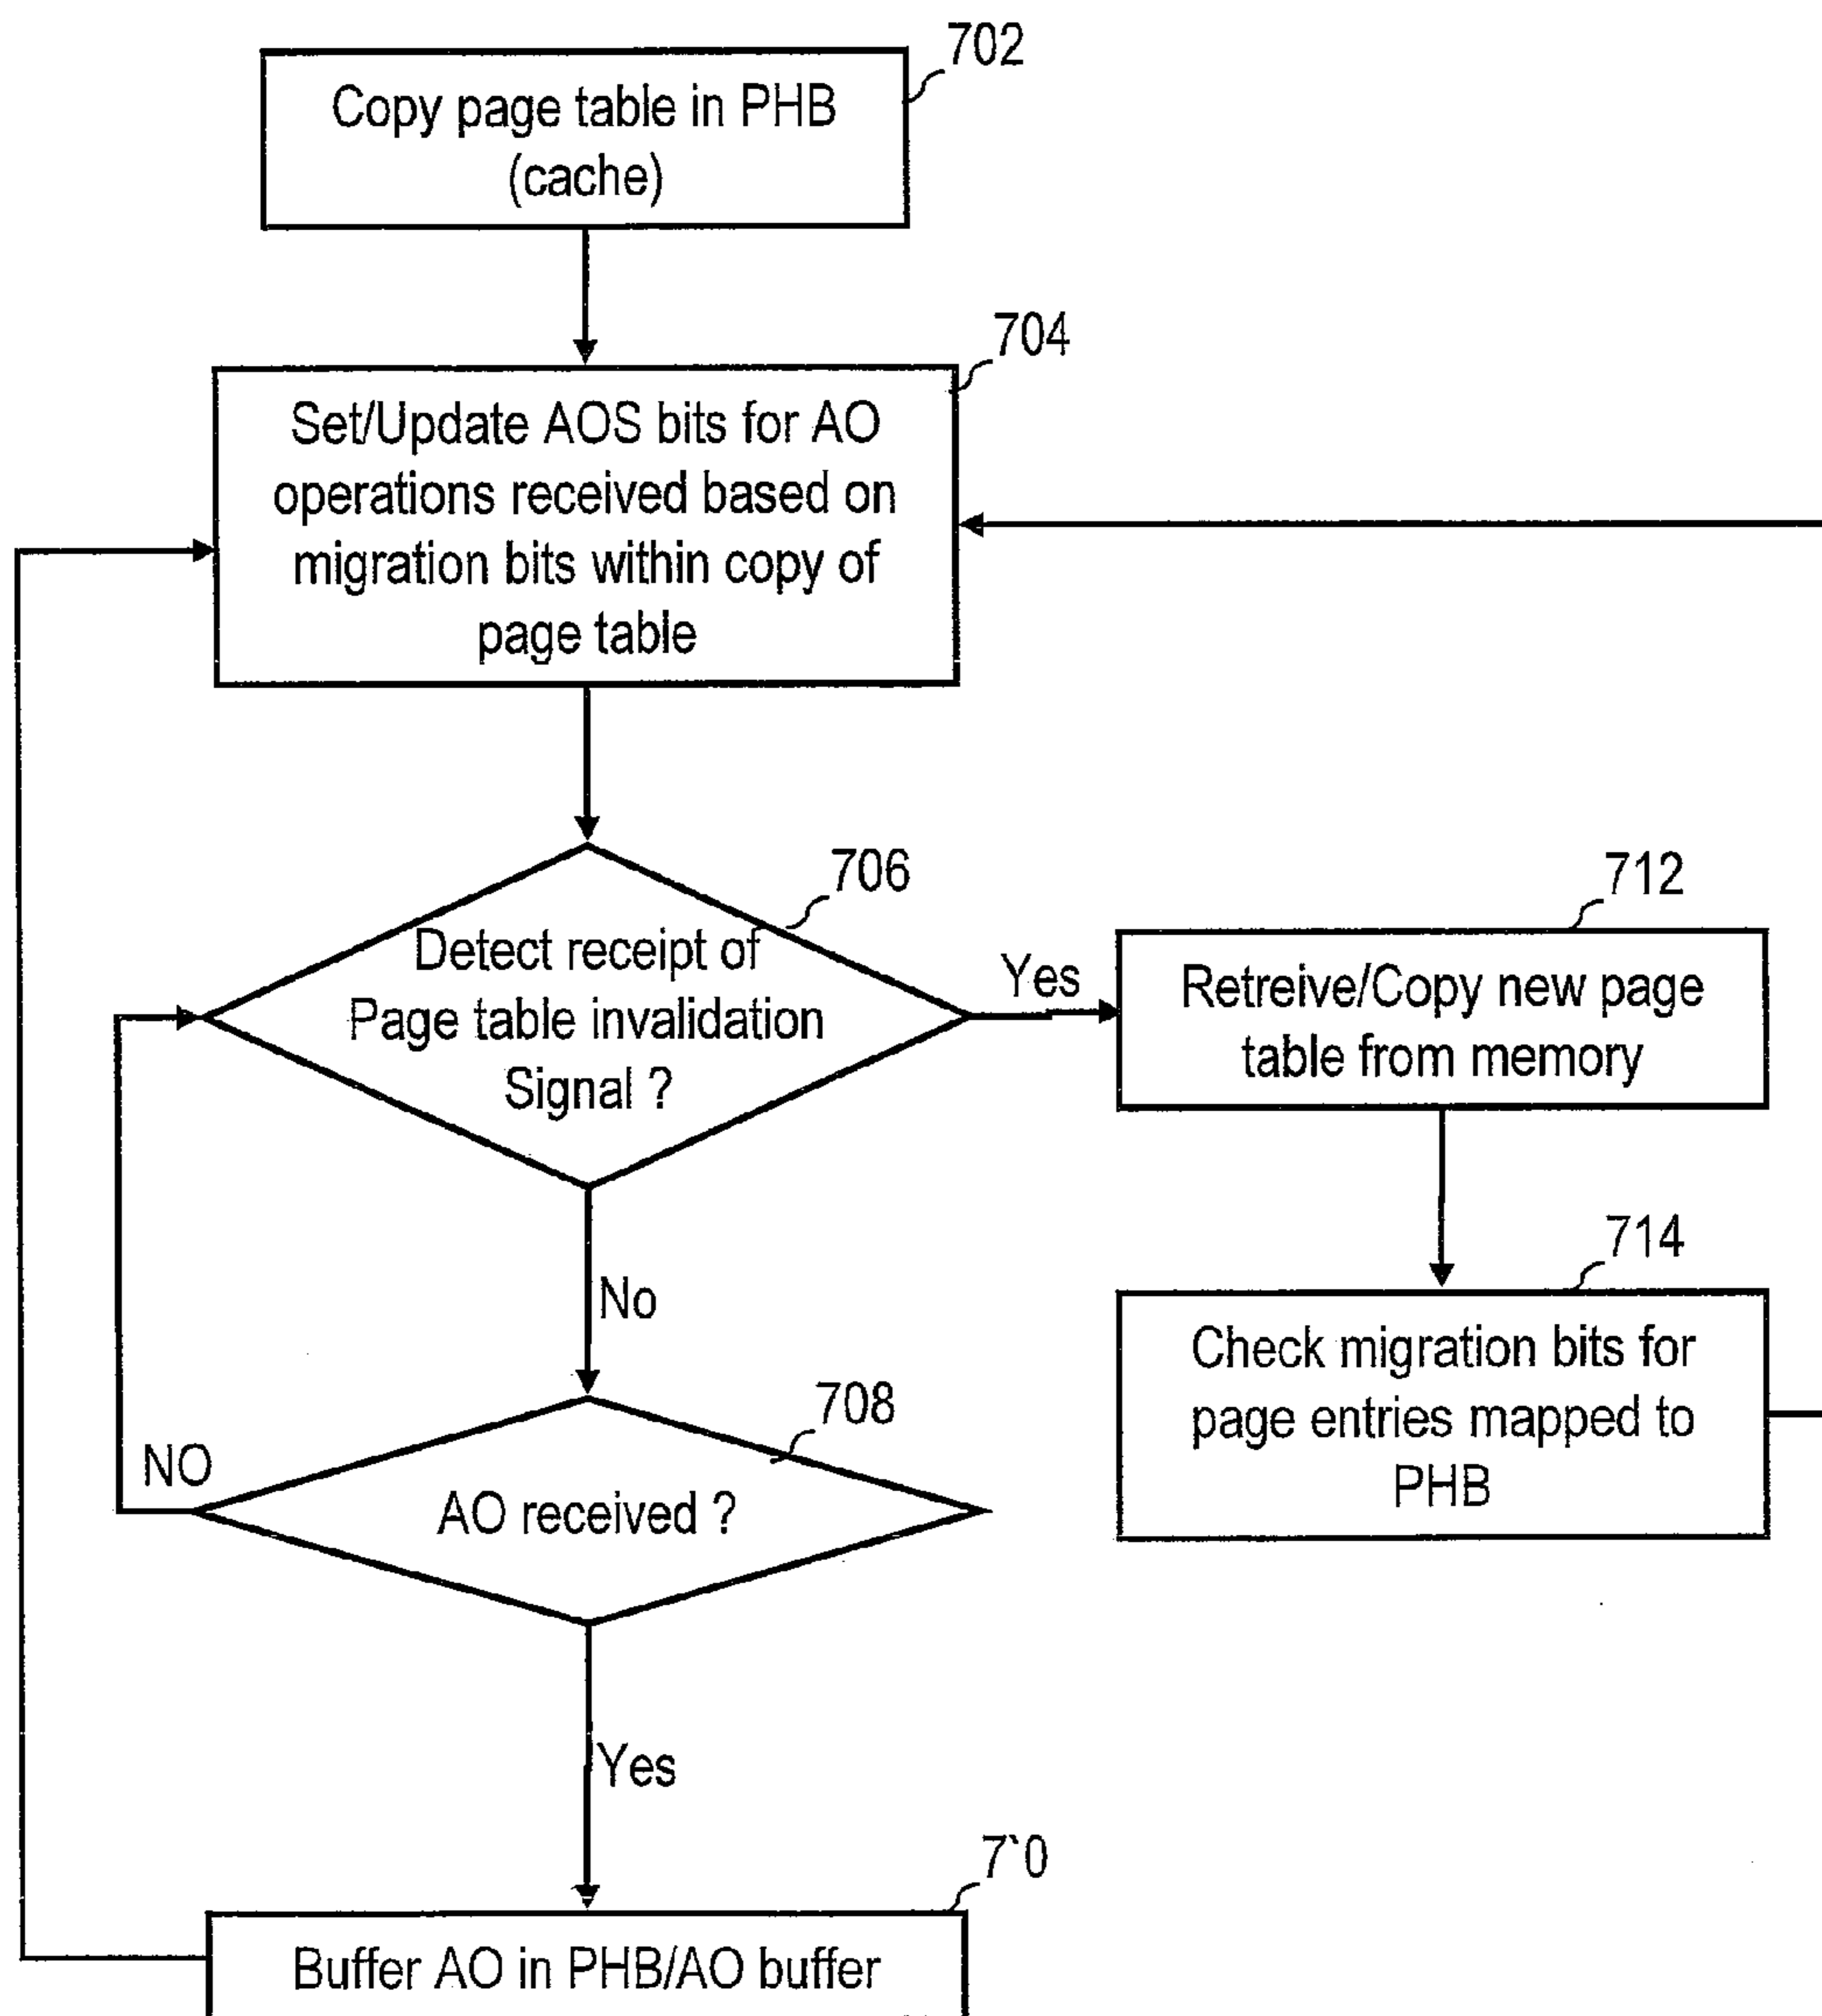 702
Copy page table in PHB
(cache)
704
Set/Update AOS bits for AO
operations received based on
migration bits within copy of
page table
706
Detect receipt of
Page table invalidation
Signal ?
Yes
712
Retreive/Copy new page
table from memory
No
714
Check migration bits for
page entries mapped to
PHB
708
NO
AO received ?
Yes
7`0
Buffer AO in PHB/AO buffer